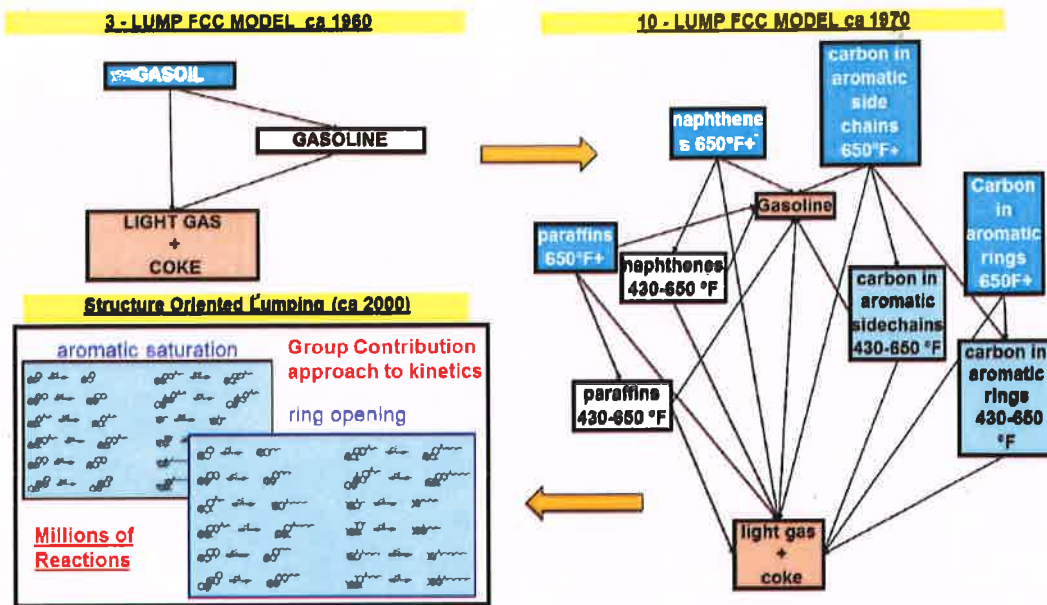 3 - LUMP FCC MODEL ca 1960
GASOIL
GASOLINE
LIGHT GAS
+
COKE
10 - LUMP FCC MODEL ca 1970
carbon in
aromatic
side
chains
650°F+
naphthene
s 650°F+
Gasoline
Carbon
in
aromatic
rings
650F+
paraffins
650°F+
naphthenes
430-650 °F
carbon in
aromatic
sidechains
430-650 °F
carbon in
aromatic
rings
430-650
°F
paraffins
430-650 °F
light gas
+
coke
Structure Oriented Lumping (ca 2000)
aromatic saturation
Group Contribution
approach to kinetics
ring opening
Millions of
Reactions